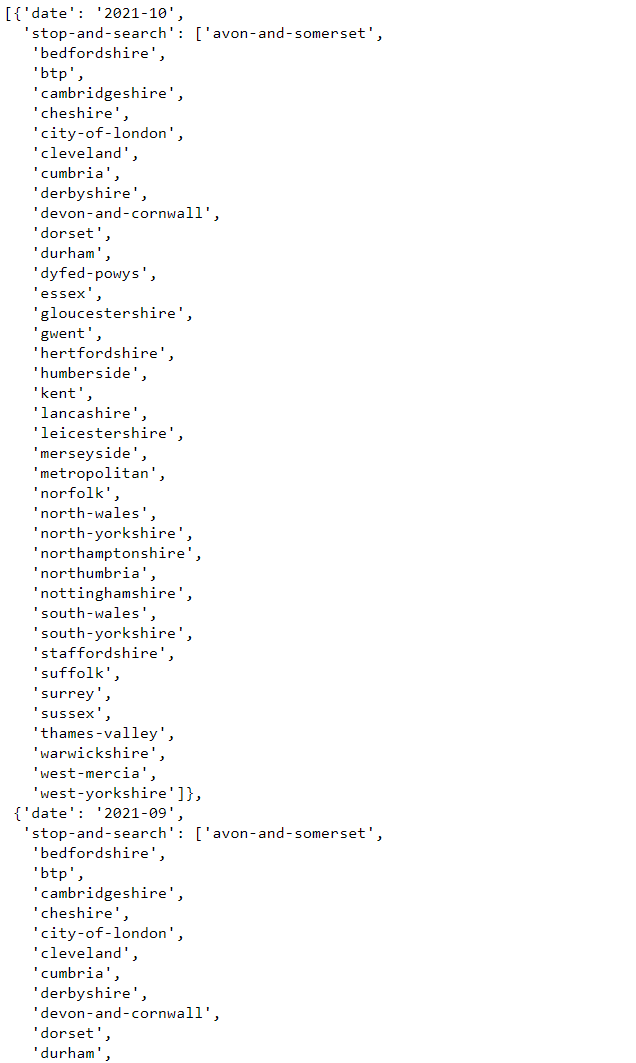 [{'date': '2021-10',
'stop-and-search': ['avon-and-somerset',
'bedfordshire',
'btp',
'cambridgeshire',
'cheshire',
'city-of-london',
'cleveland',
'cumbria',
'derbyshire',
'devon-and-cornwall',
'dorset',
'durham',
'dyfed-powys',
'essex',
'gloucestershire',
'gwent',
'hertfordshire',
'humberside',
'kent',
'lancashire',
'leicestershire',
'merseyside',
'metropolitan',
'norfolk',
'north-wales',
'north-yorkshire',
'northamptonshire',
'northumbria',
'nottinghamshire',
'south-wales',
'south-yorkshire',
'staffordshire',
'suffolk',
'surrey',
'sussex',
'thames-valley',
'warwickshire',
'west-mercia',
'west-yorkshire']},
{'date': '2021-09',
'stop-and-search': ['avon-and-somerset',
'bedfordshire',
'btp',
'cambridgeshire',
'cheshire',
'city-of-london',
'cleveland',
'cumbria',
'derbyshire',
'devon-and-cornwall',
'dorset',
'durham',